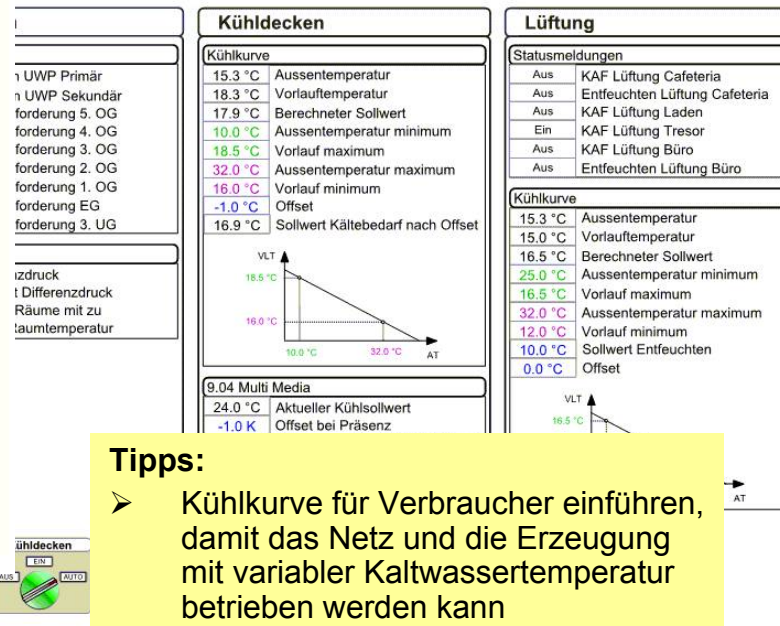 Kühldecken
Lüftung
UWP Primär
UWP Sekundär
forderung 5. OG
forderung 4. OG
forderung 3. OG
forderung 2. OG
forderung 1. OG
forderung EG
forderung 3. UG
nzdruck
Differenzdruck
Räume mit zu
Raumtemperatur
ühldecken
EIN
AUS
AUTO
Kühlkurve
15.3 °C Aussentemperatur
18.3 °C Vorlauftemperatur
17.9 °C Berechneter Sollwert
10.0 °C Aussentemperatur minimum
18.5 °C Vorlauf maximum
32.0 °C Aussentemperatur maximum
16.0 °C Vorlauf minimum
-1.0 °C Offset
16.9 °C Sollwert Kältebedarf nach Offset
VLT
18.5 °C
16.0 °C
10.0 °C 32.0 °C AT
9.04 Multi Media
24.0 °C Aktueller Kühlsollwert
-1.0 K Offset bei Präsenz
Statusmeldungen
Aus KAF Lüftung Cafeteria
Aus Entfeuchten Lüftung Cafeteria
Aus KAF Lüftung Laden
Ein KAF Lüftung Tresor
Aus KAF Lüftung Büro
Aus Entfeuchten Lüftung Büro
Kühlkurve
15.3 °C Aussentemperatur
15.0 °C Vorlauftemperatur
16.5 °C Berechneter Sollwert
25.0 °C Aussentemperatur minimum
16.5 °C Vorlauf maximum
32.0 °C Aussentemperatur maximum
12.0 °C Vorlauf minimum
10.0 °C Sollwert Entfeuchten
0.0 °C Offset
VLT
16.5 °C
AT
Tipps:
➢ Kühlkurve für Verbraucher einführen,
damit das Netz und die Erzeugung
mit variabler Kaltwassertemperatur
betrieben werden kann